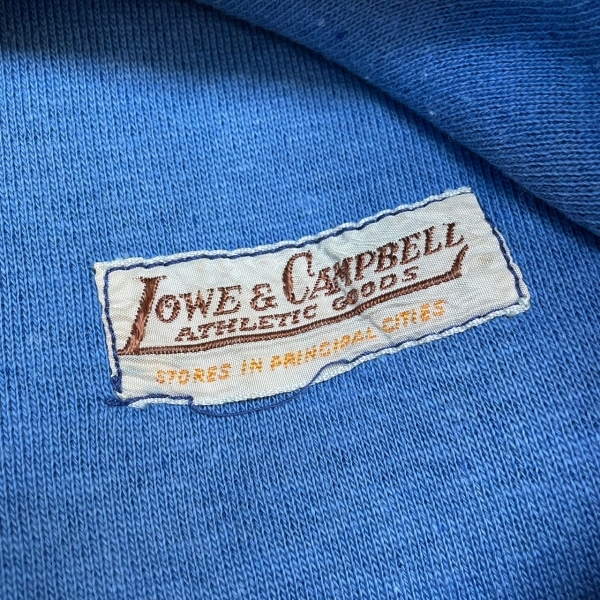 LOWE & CAMPBELL
ATHLETIC GOODS
STORES IN PRINCIPAL CITIES